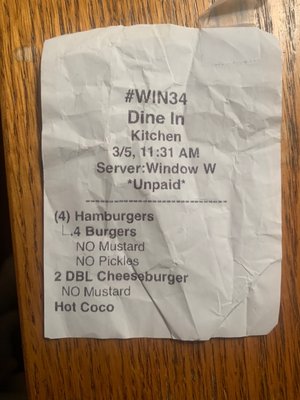 #WIN34
Dine In
Kitchen
3/5, 11:31 AM
Server:Window W
*Unpaid*
(4) Hamburgers
4 Burgers
NO Mustard
NO Pickles
2 DBL Cheeseburger
NO Mustard
Hot Coco